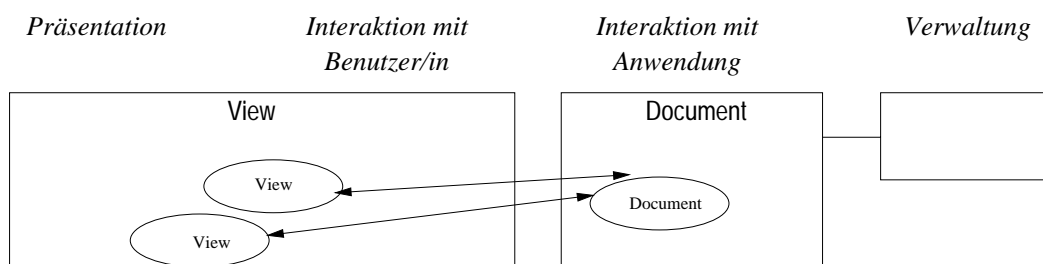 Präsentation
Interaktion mit
Benutzer/in
Interaktion mit
Anwendung
Verwaltung
View
Document
View
View
Document